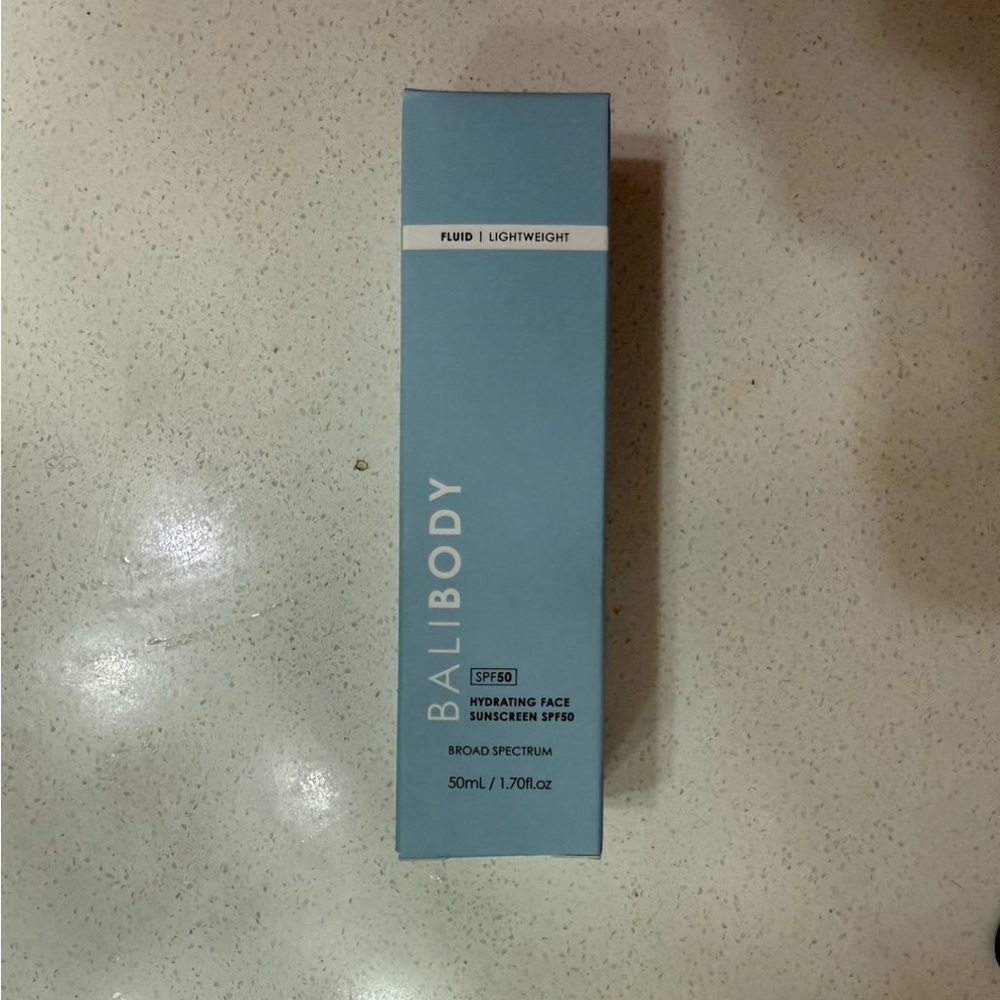 FLUID | LIGHTWEIGHT
BALIBODY
SPF50
HYDRATING FACE
SUNSCREEN SPF50
BROAD SPECTRUM
50mL / 1.70fl.oz